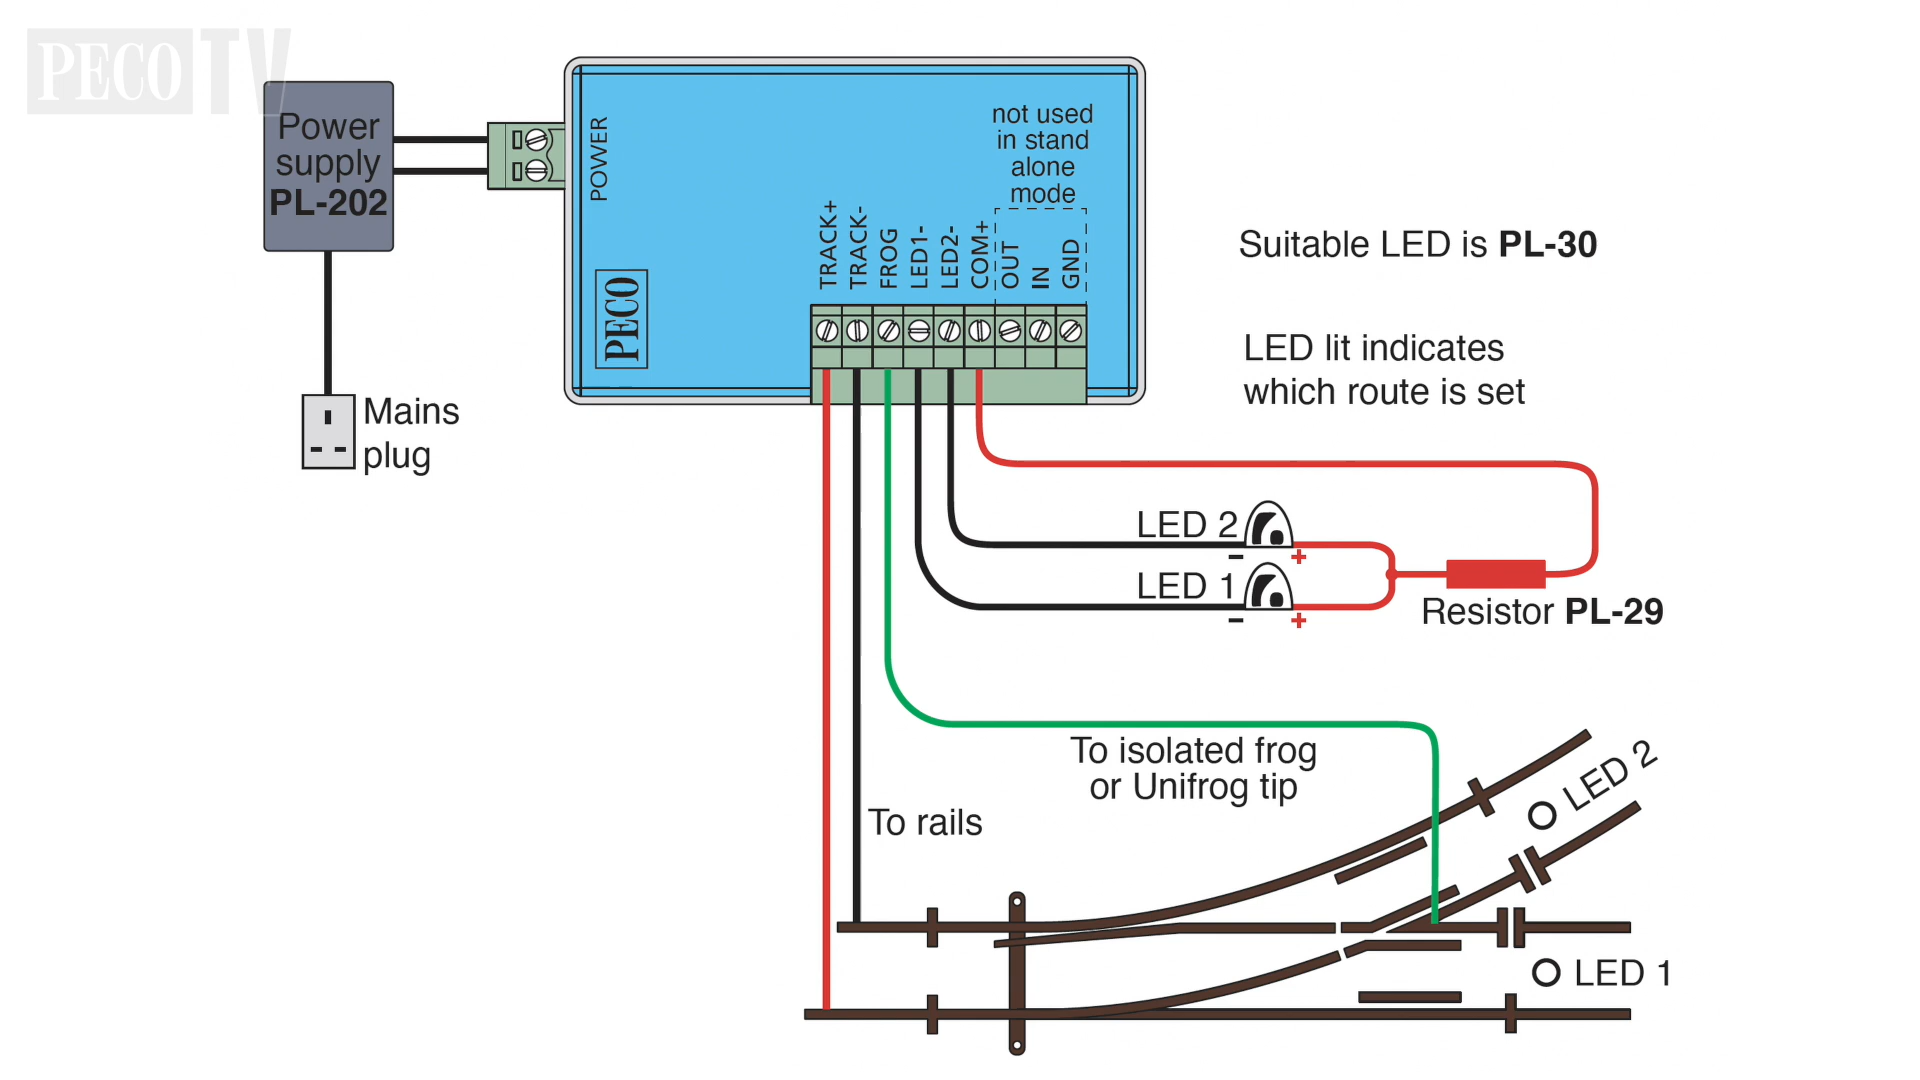 PECO TV
Power
supply
PL-202
POWER
PECO
not used
in stand
alone
mode
TRACK+
TRACK-
FROG
LED1-
LED2-
COM+
OUT
IN
GND
Suitable LED is PL-30
LED lit indicates
which route is set
Mains
plug
LED 2
- +
LED 1
- +
Resistor PL-29
To isolated frog
or Unifrog tip
To rails
LED 2
LED 1